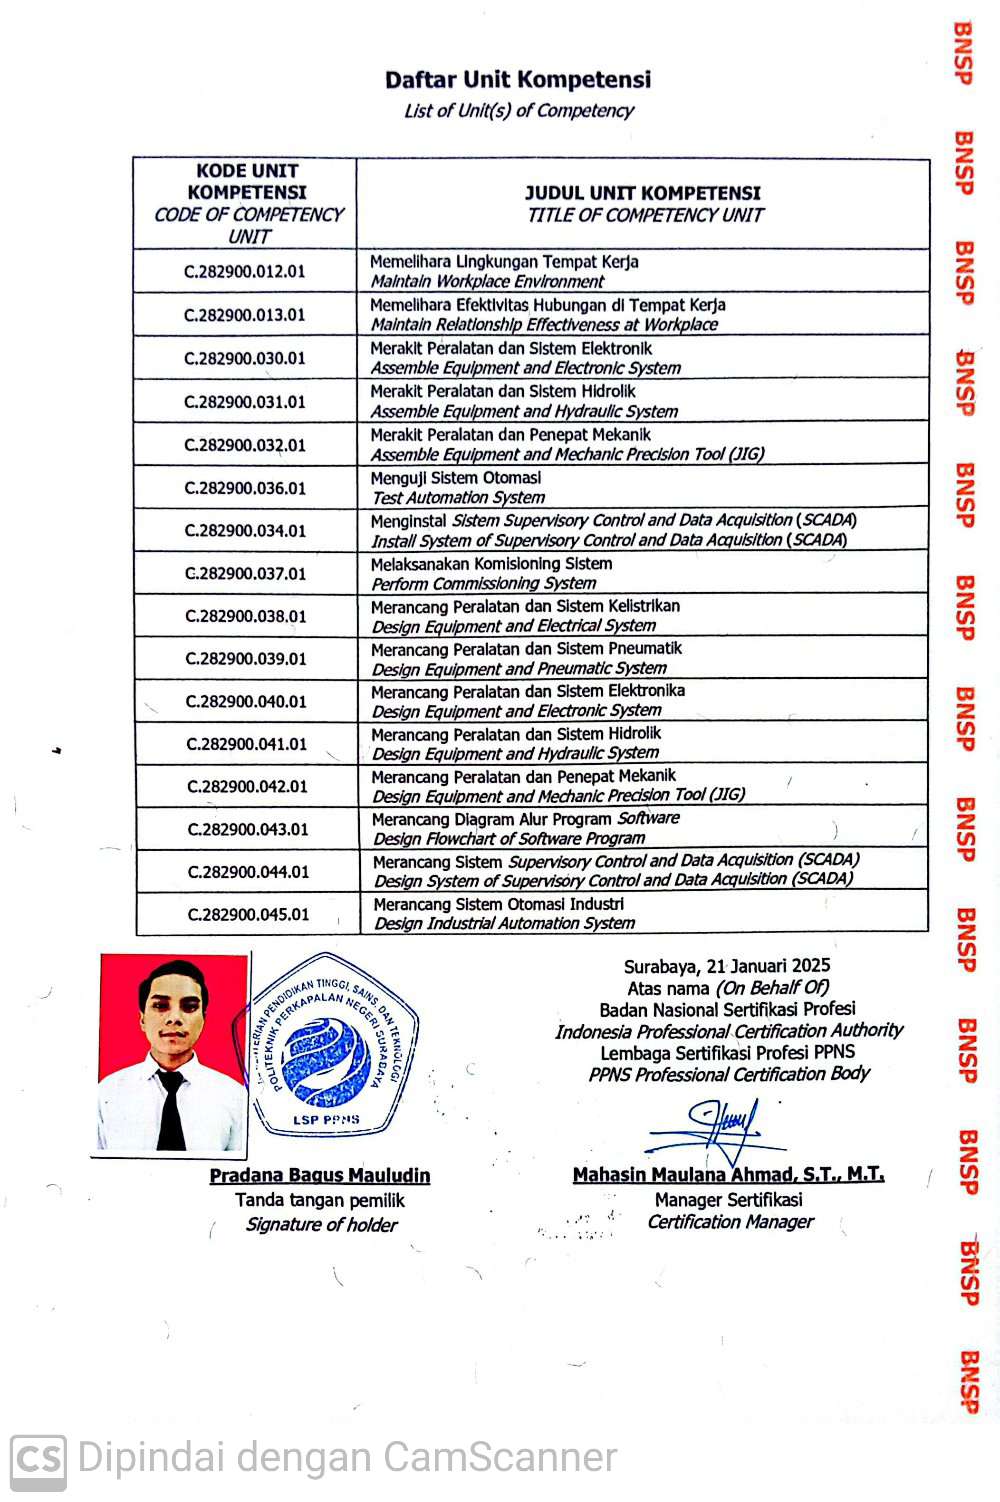 Daftar Unit Kompetensi
List of Unit(s) of Competency
KODE UNIT
KOMPETENSI
CODE OF COMPETENCY
UNIT
JUDUL UNIT KOMPETENSI
TITLE OF COMPETENCY UNIT
C.282900.012.01
Memelihara Lingkungan Tempat Kerja
Maintain Workplace Environment
C.282900.013.01
Memelihara Efektivitas Hubungan di Tempat Kerja
Maintain Relationship Effectiveness at Workplace
C.282900.030.01
Merakit Peralatan dan Sistem Elektronik
Assemble Equipment and Electronic System
C.282900.031.01
Merakit Peralatan dan Sistem Hidrolik
Assemble Equipment and Hydraulic System
C.282900.032.01
Merakit Peralatan dan Penepat Mekanik
Assemble Equipment and Mechanic Precision Tool (JIG)
C.282900.036.01
Menguji Sistem Otomasi
Test Automation System
C.282900.034.01
Menginstal Sistem Supervisory Control and Data Acquisition (SCADA)
Install System of Supervisory Control and Data Acquisition (SCADA)
C.282900.037.01
Melaksanakan Komisioning Sistem
Perform Commissioning System
C.282900.038.01
Merancang Peralatan dan Sistem Kelistrikan
Design Equipment and Electrical System
C.282900.039.01
Merancang Peralatan dan Sistem Pneumatik
Design Equipment and Pneumatic System
C.282900.040.01
Merancang Peralatan dan Sistem Elektronika
Design Equipment and Electronic System
C.282900.041.01
Merancang Peralatan dan Sistem Hidrolik
Design Equipment and Hydraulic System
C.282900.042.01
Merancang Peralatan dan Penepat Mekanik
Design Equipment and Mechanic Precision Tool (JIG)
C.282900.043.01
Merancang Diagram Alur Program Software
Design Flowchart of Software Program
C.282900.044.01
Merancang Sistem Supervisory Control and Data Acquisition (SCADA)
Design System of Supervisory Control and Data Acquisition (SCADA)
C.282900.045.01
Merancang Sistem Otomasi Industri
Design Industrial Automation System
PENDIDIKAN TINGGI, SAINS, DAN TEKNOLOGI
POLITEKNIK PERKAPALAN NEGERI SURABAYA
LSP PPNS
Pradana Bagus Mauludin
Tanda tangan pemilik
Signature of holder
Surabaya, 21 Januari 2025
Atas nama (On Behalf Of)
Badan Nasional Sertifikasi Profesi
Indonesia Professional Certification Authority
Lembaga Sertifikasi Profesi PPNS
PPNS Professional Certification Body
Mahasin Maulana Ahmad, S.T., M.T.
Manager Sertifikasi
Certification Manager
BNSP
BNSP
BNSP
BNSP
BNSP
BNSP
BNSP
BNSP
BNSP
BNSP
BNSP
BNSP
BNSP
CS Dipindai dengan CamScanner